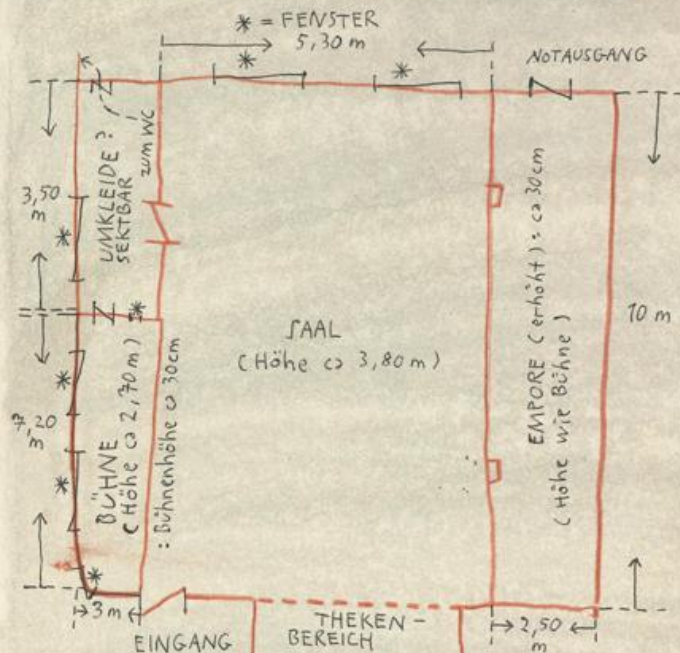 * = FENSTER
5,30 m
*
*
NOTAUSGANG
UMKLEIDE?
SEKTBAR
ZUM WC
3,50
m
*
*
SAAL
(Höhe ca 3,80 m)
EMPORE (erhöht) = ca 30cm
(Höhe wie Bühne)
10 m
*
7,20
m
*
BÜHNE
(Höhe ca 2,70 m)
: Bühnenhöhe ca 30cm
*
3 m
EINGANG
THEKEN-
BEREICH
2,50
m